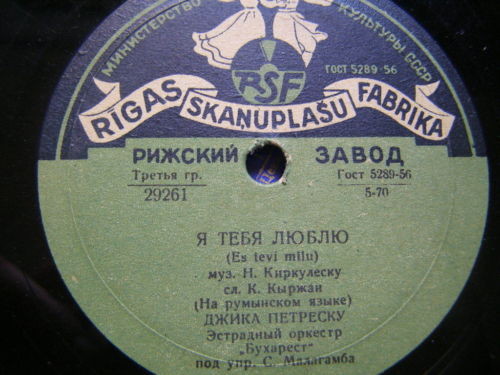 МИНИСТЕРСТВО КУЛЬТУРЫ СССР
ГОСТ 5289-56
RSF
RĪGAS SKAŅUPLAŠU FABRIKA
РИЖСКИЙ ЗАВОД
Третья гр. Гост 5289-56
29261 5-70
Я ТЕБЯ ЛЮБЛЮ
(Es tevi mīlu)
муз. Н. Киркулеску
сл. К. Кыржан
(На румынском языке)
ДЖИКА ПЕТРЕСКУ
Эстрадный оркестр
„Бухарест"
под упр. С. Малагамба